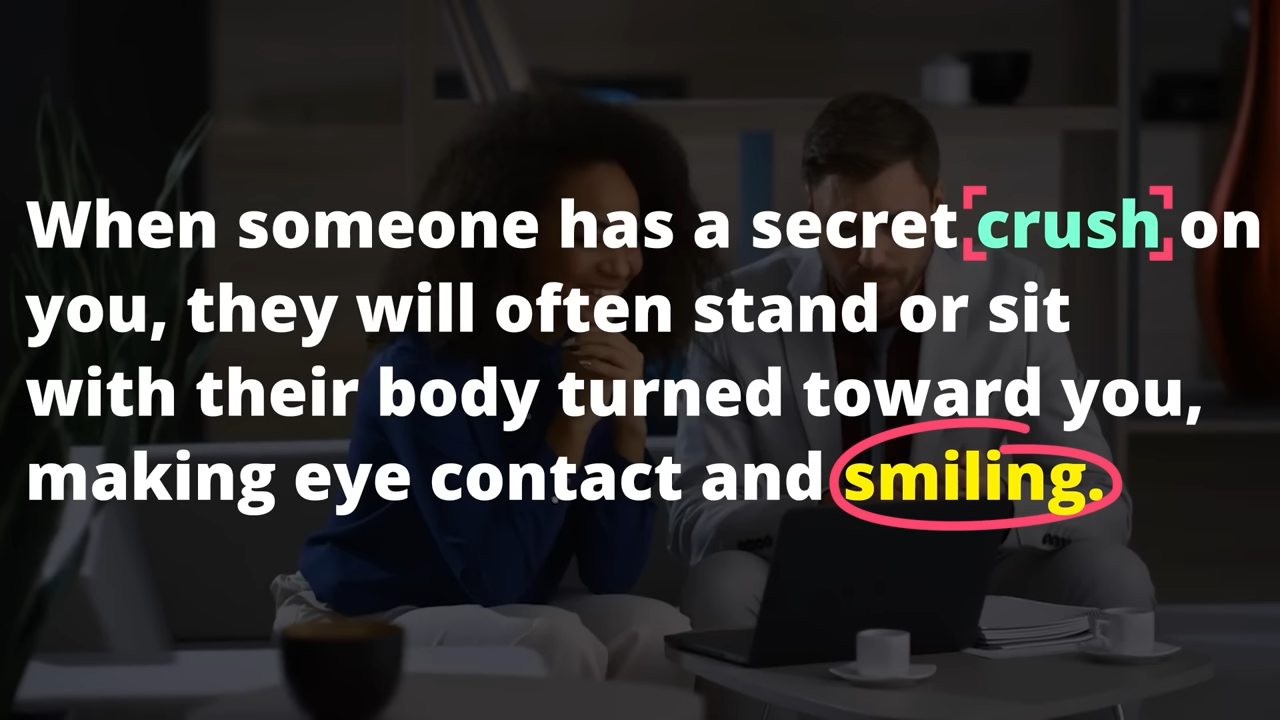 When someone has a secret crush on
you, they will often stand or sit
with their body turned toward you,
making eye contact and smiling.